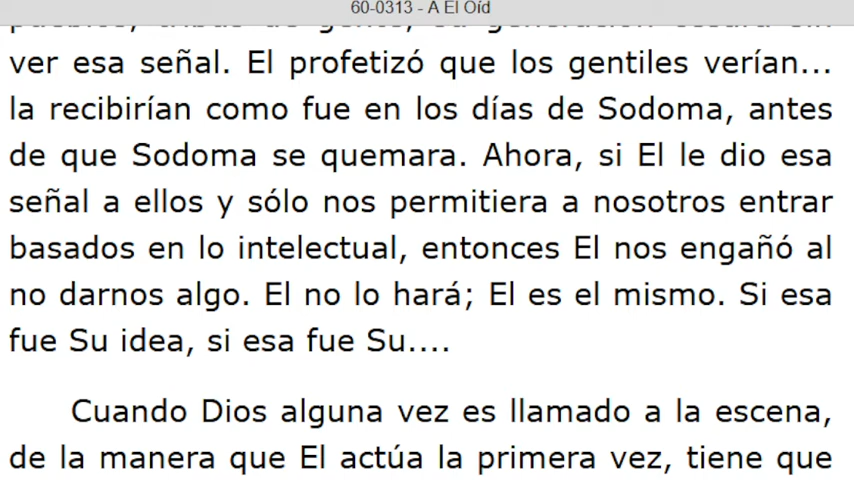 60-0313 - A El Oíd
ver esa señal. El profetizó que los gentiles verían...
la recibirían como fue en los días de Sodoma, antes
de que Sodoma se quemara. Ahora, si El le dio esa
señal a ellos y sólo nos permitiera a nosotros entrar
basados en lo intelectual, entonces El nos engañó al
no darnos algo. El no lo hará; El es el mismo. Si esa
fue Su idea, si esa fue Su....
Cuando Dios alguna vez es llamado a la escena,
de la manera que El actúa la primera vez, tiene que